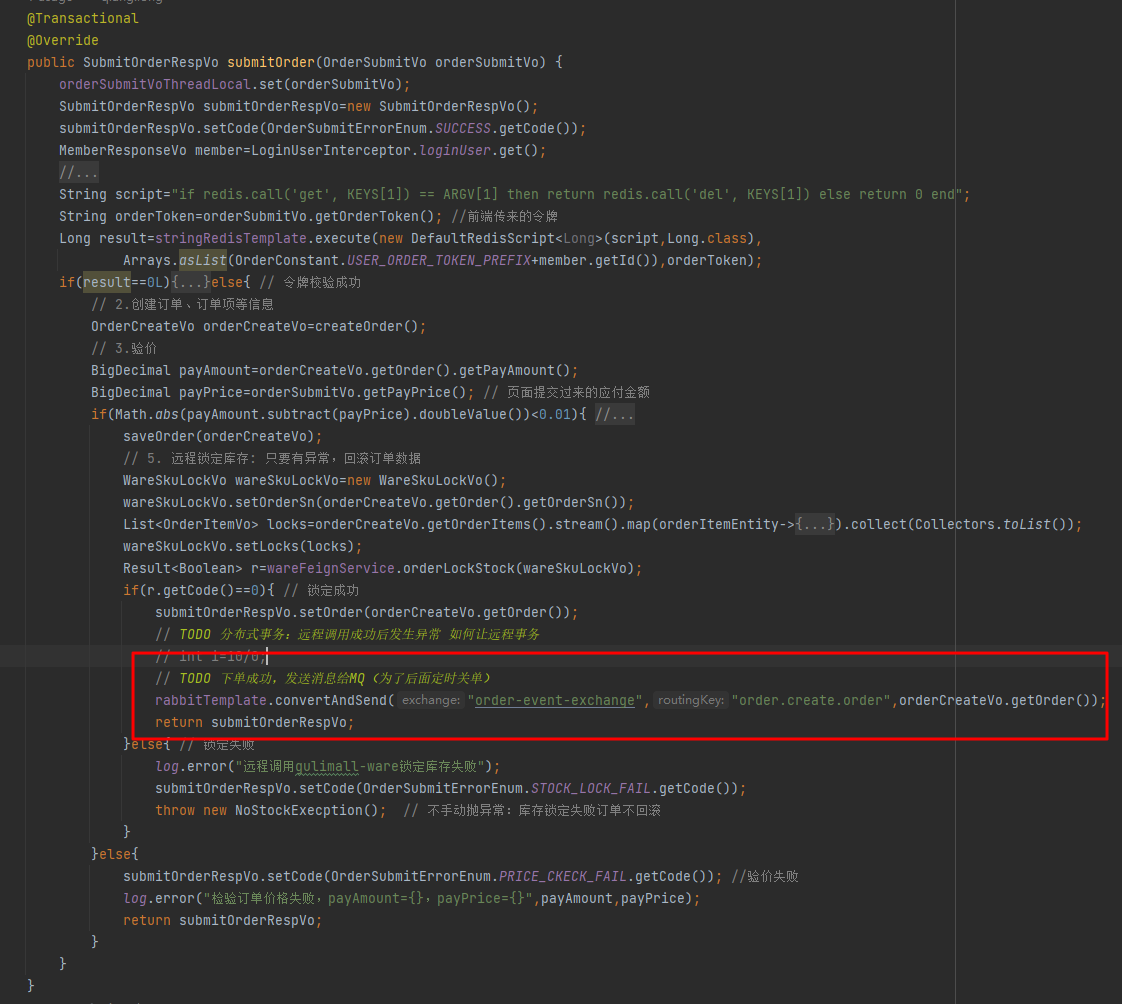 @Transactional
@Override
public SubmitOrderRespVo submitOrder(OrderSubmitVo orderSubmitVo) {
orderSubmitVoThreadLocal.set(orderSubmitVo);
SubmitOrderRespVo submitOrderRespVo=new SubmitOrderRespVo();
submitOrderRespVo.setCode(OrderSubmitErrorEnum.SUCCESS.getCode());
MemberResponseVo member=LoginUserInterceptor.loginUser.get();
//...
String script="if redis.call('get', KEYS[1]) == ARGV[1] then return redis.call('del', KEYS[1]) else return 0 end";
String orderToken=orderSubmitVo.getOrderToken(); //前端传来的令牌
Long result=stringRedisTemplate.execute(new DefaultRedisScript<Long>(script,Long.class),
Arrays.asList(OrderConstant.USER_ORDER_TOKEN_PREFIX+member.getId()),orderToken);
if(result==0L){...}else{ // 令牌校验成功
// 2.创建订单、订单项等信息
OrderCreateVo orderCreateVo=createOrder();
// 3.验价
BigDecimal payAmount=orderCreateVo.getOrder().getPayAmount();
BigDecimal payPrice=orderSubmitVo.getPayPrice(); // 页面提交过来的应付金额
if(Math.abs(payAmount.subtract(payPrice).doubleValue())<0.01){ //...
saveOrder(orderCreateVo);
// 5. 远程锁定库存: 只要有异常，回滚订单数据
WareSkuLockVo wareSkuLockVo=new WareSkuLockVo();
wareSkuLockVo.setOrderSn(orderCreateVo.getOrder().getOrderSn());
List<OrderItemVo> locks=orderCreateVo.getOrderItems().stream().map(orderItemEntity->{...}).collect(Collectors.toList());
wareSkuLockVo.setLocks(locks);
Result<Boolean> r=wareFeignService.orderLockStock(wareSkuLockVo);
if(r.getCode()==0){ // 锁定成功
submitOrderRespVo.setOrder(orderCreateVo.getOrder());
// TODO 分布式事务：远程调用成功后发生异常 如何让远程事务
// int i=10/0;
// TODO 下单成功，发送消息给MQ（为了后面定时关单）
rabbitTemplate.convertAndSend( exchange: "order-event-exchange", routingKey: "order.create.order",orderCreateVo.getOrder());
return submitOrderRespVo;
}else{ // 锁定失败
log.error("远程调用gulimall-ware锁定库存失败");
submitOrderRespVo.setCode(OrderSubmitErrorEnum.STOCK_LOCK_FAIL.getCode());
throw new NoStockExecption(); // 不手动抛异常：库存锁定失败订单不回滚
}
}else{
submitOrderRespVo.setCode(OrderSubmitErrorEnum.PRICE_CKECK_FAIL.getCode()); //验价失败
log.error("检验订单价格失败，payAmount={}，payPrice={}",payAmount,payPrice);
return submitOrderRespVo;
}
}
}